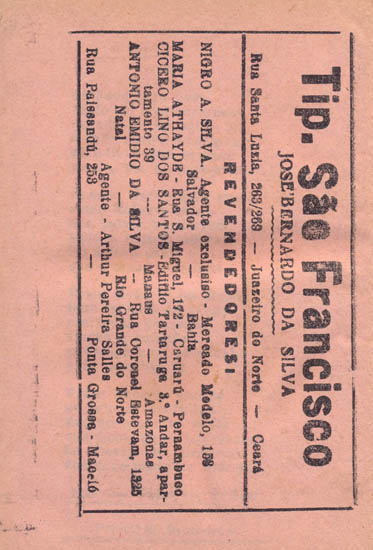 Tip. São Francisco
JOSÉ BERNARDO DA SILVA
Rua Santa Luzia, 263/269 — Juazeiro do Norte — Ceará
REVENDEDORES:
NIGRO A. SILVA. Agente exclusiso - Mercado Modelo, 158
Salvador — Bahia
MARIA ATHAYDE - Rua S. Miguel, 172 - Caruarú - Pernambuco
CICERO LINO DOS SANTOS - Edifio Tartaruga 3.º Andar, apar-
tamento 39 — Manaus — Amazonas
ANTONIO EMIDIO DA SILVA — Rua Coronel Estevam, 1325
Natal — Rio Grande do Norte
Agente - Arthur Pereira Salles
Rua Paissandú, 253 — Ponta Grossa - Maceió